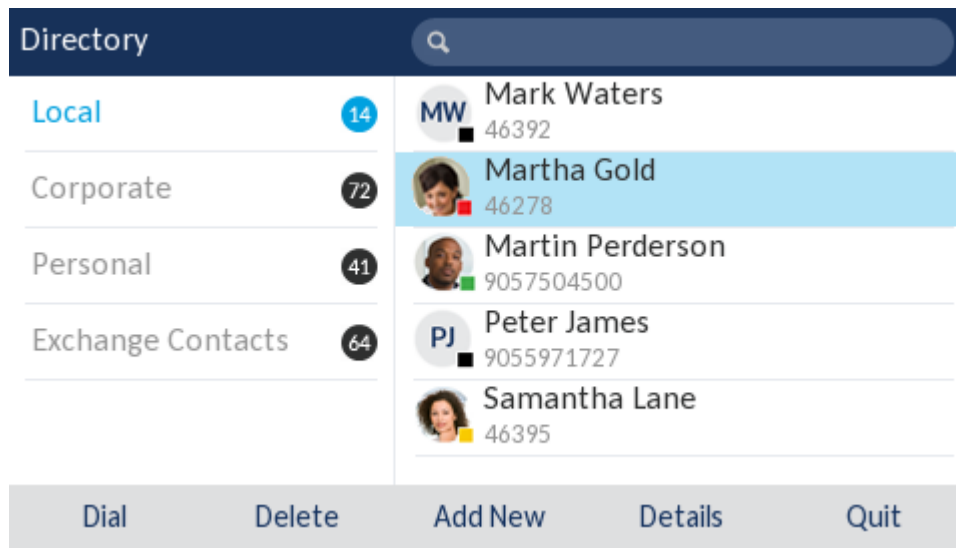 Directory
Local 14
Corporate 72
Personal 41
Exchange Contacts 64
MW Mark Waters
46392
Martha Gold
46278
Martin Perderson
9057504500
PJ Peter James
9055971727
Samantha Lane
46395
Dial Delete Add New Details Quit